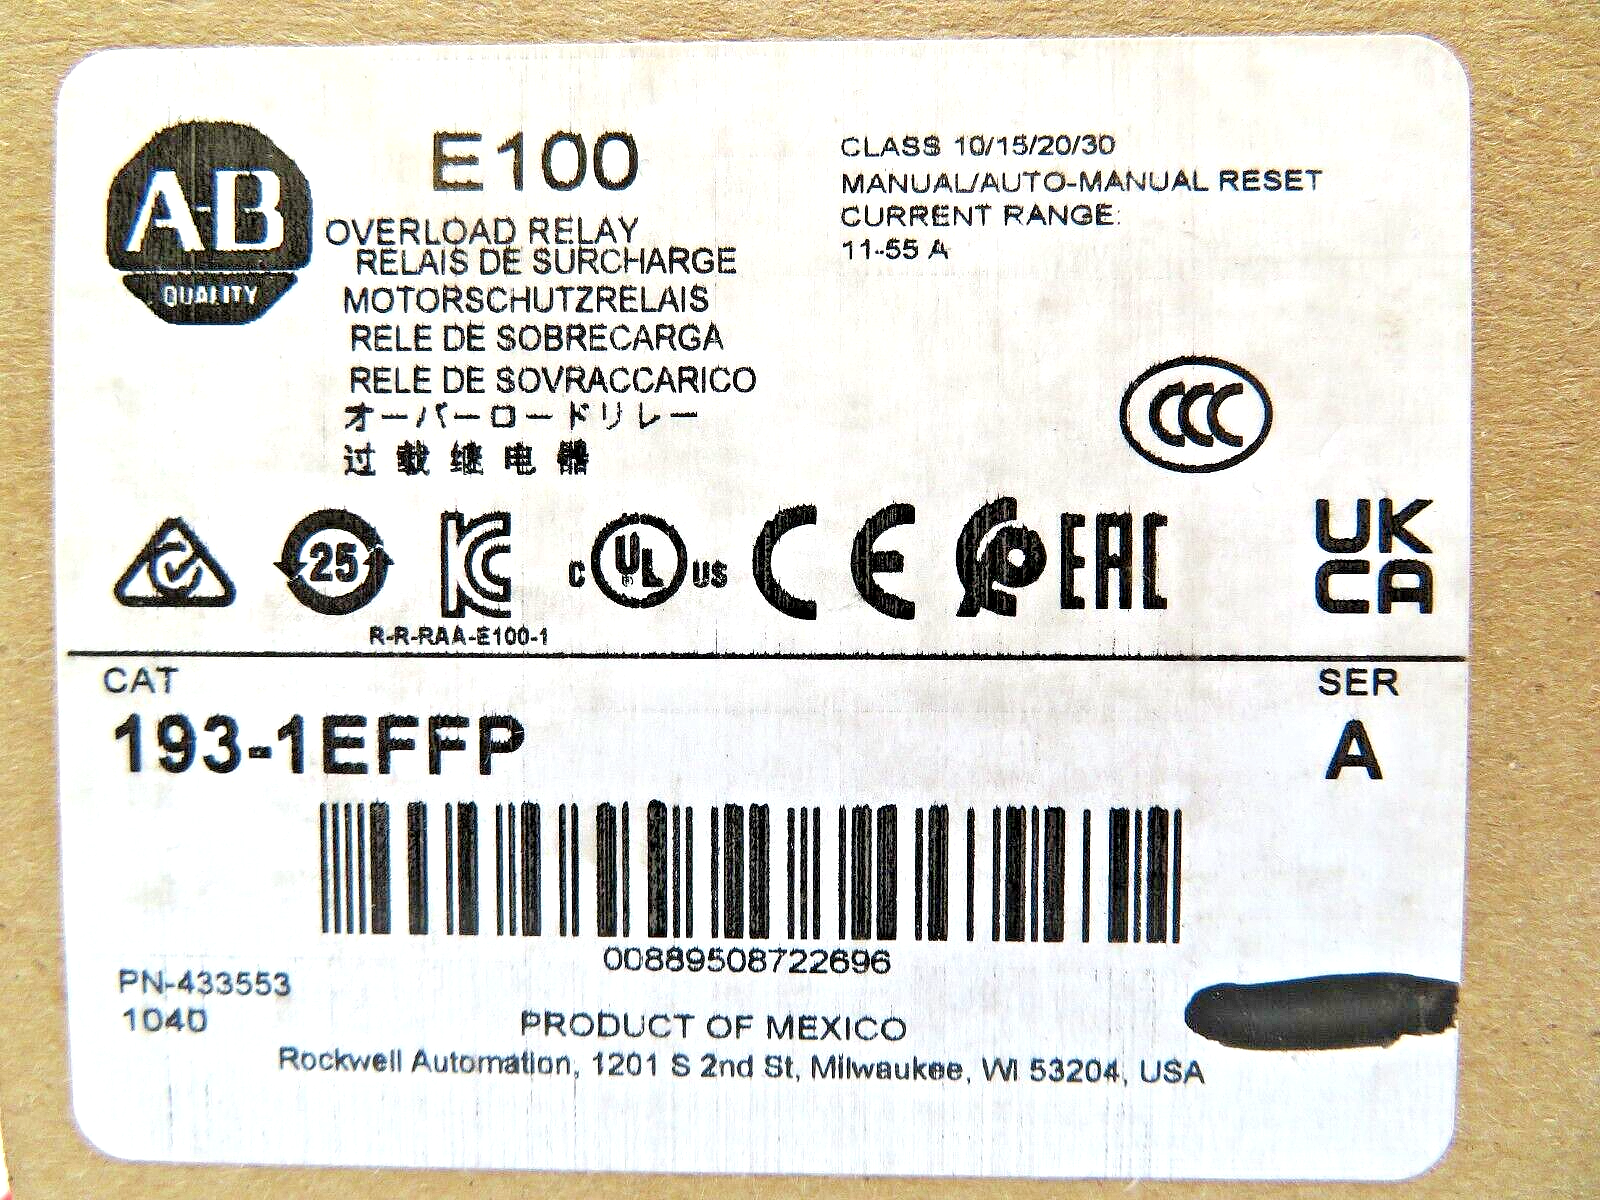 A-B
QUALITY
E100
OVERLOAD RELAY
RELAIS DE SURCHARGE
MOTORSCHUTZRELAIS
RELE DE SOBRECARGA
RELE DE SOVRACCARICO
オーバーロードリレー
过载继电器
CLASS 10/15/20/30
MANUAL/AUTO-MANUAL RESET
CURRENT RANGE:
11-55 A
CCC
25
KC
R-R-RAA-E100-1
C UL US
CE
EAC
UK
CA
CAT
193-1EFFP
SER
A
00889508722696
PN-433553
1040
PRODUCT OF MEXICO
Rockwell Automation, 1201 S 2nd St, Milwaukee, WI 53204, USA